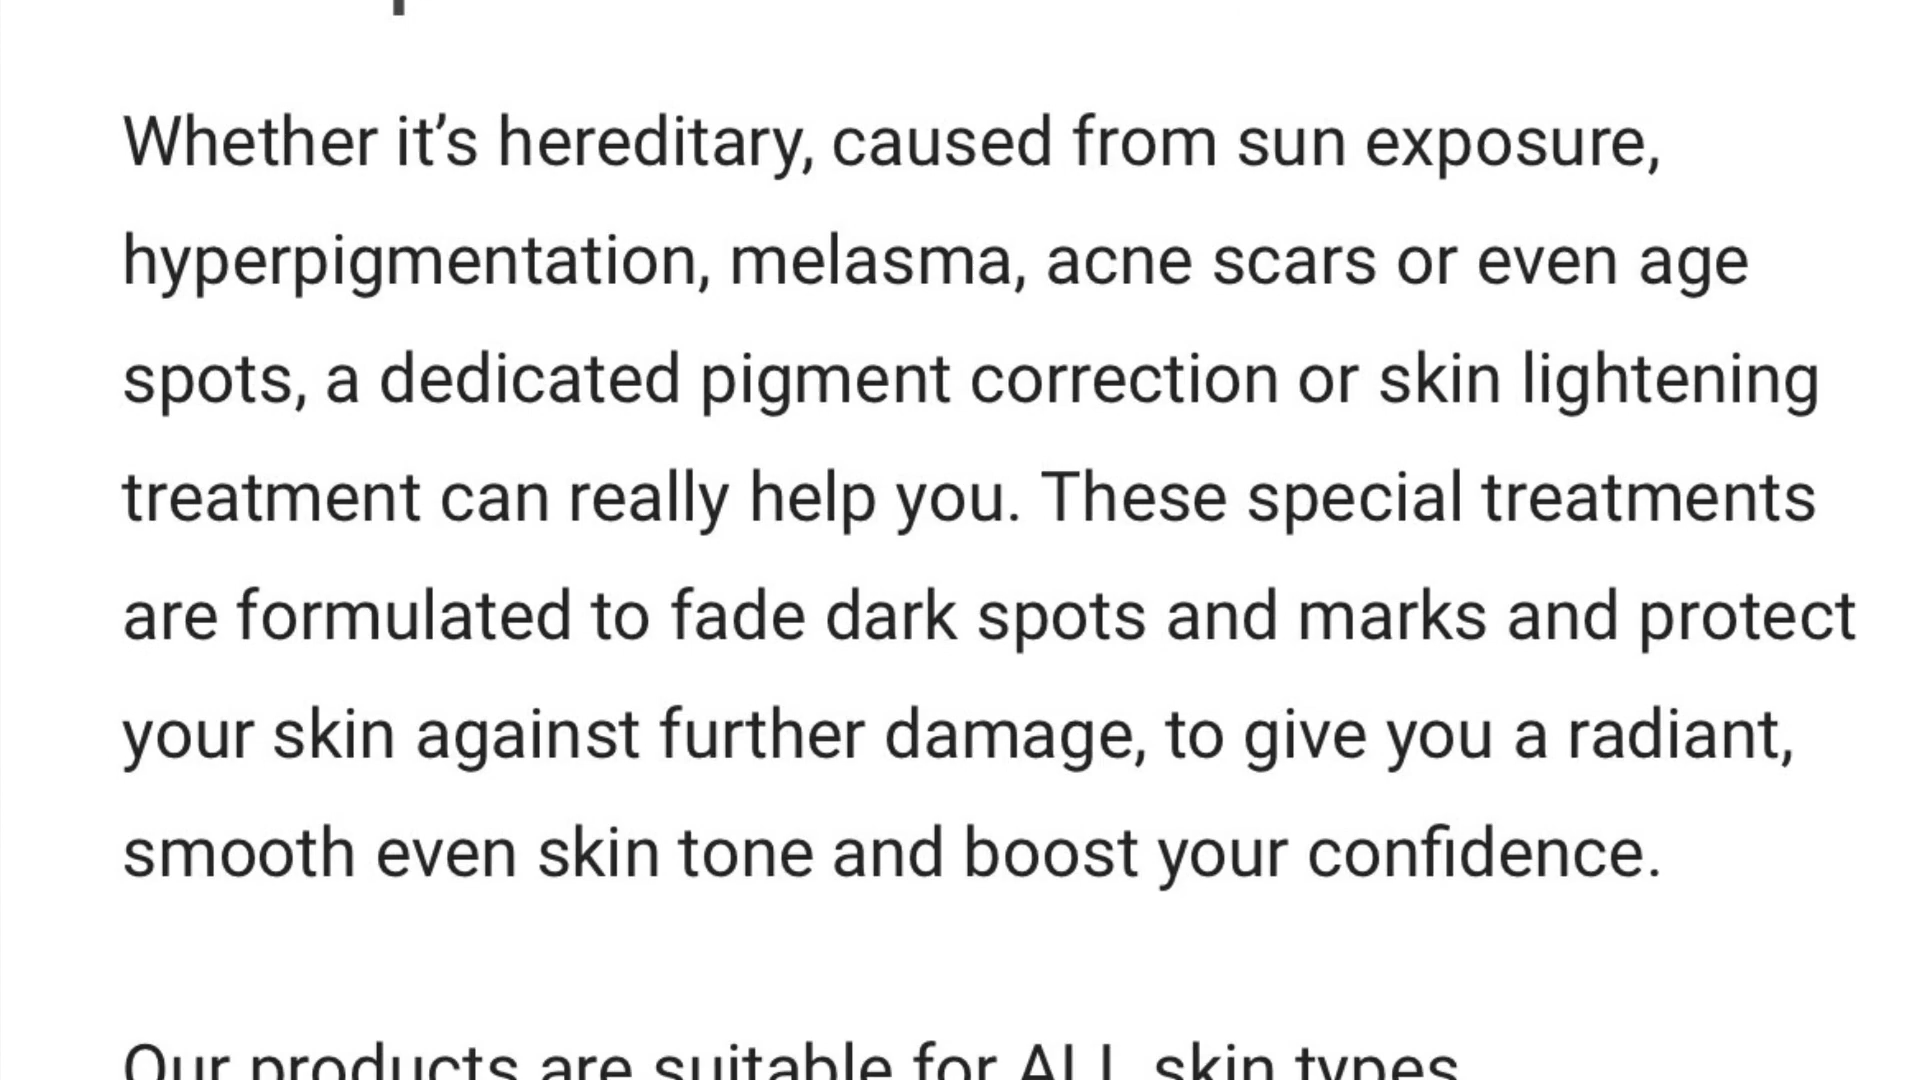 Whether it’s hereditary, caused from sun exposure,
hyperpigmentation, melasma, acne scars or even age
spots, a dedicated pigment correction or skin lightening
treatment can really help you. These special treatments
are formulated to fade dark spots and marks and protect
your skin against further damage, to give you a radiant,
smooth even skin tone and boost your confidence.
Our products are suitable for ALL skin types